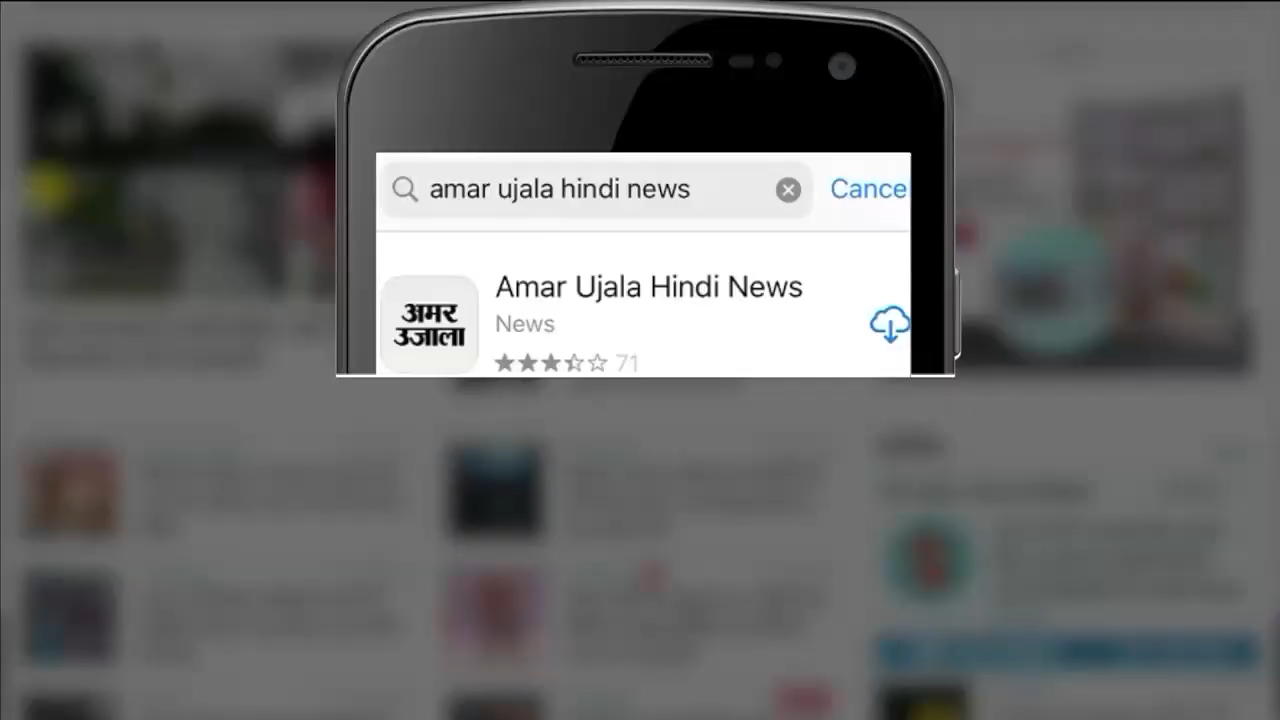 amar ujala hindi news
Cance
Amar Ujala Hindi News
अमर
उजाला
News
71